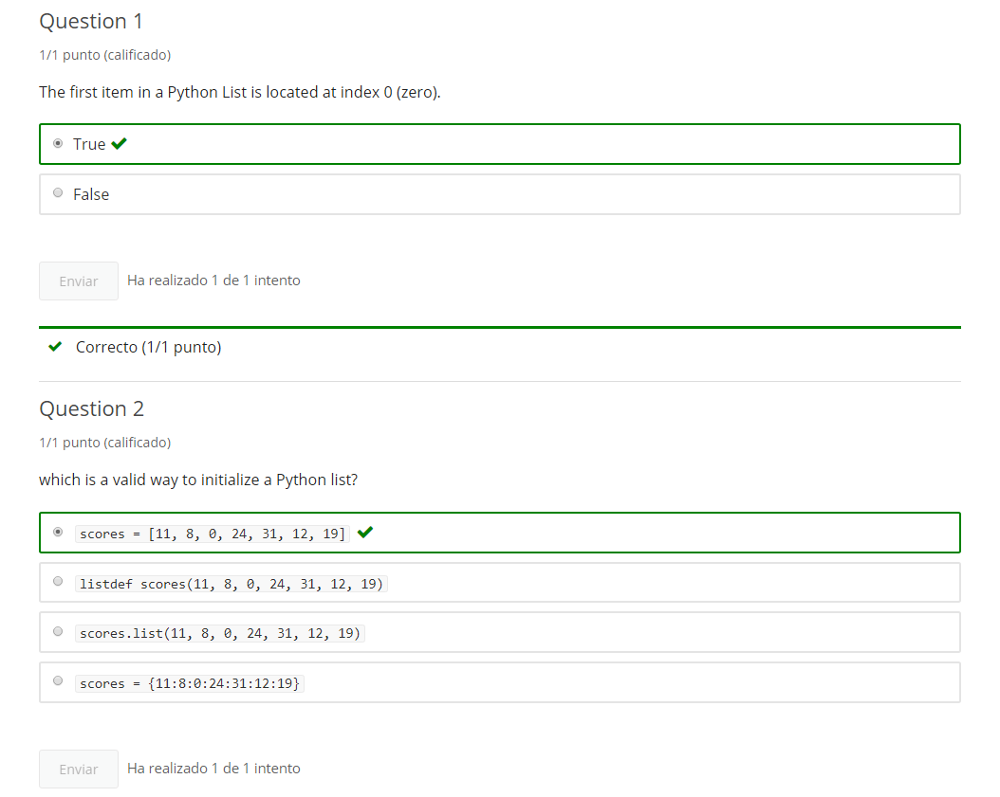 Question 1
1/1 punto (calificado)
The first item in a Python List is located at index 0 (zero).
True
False
Enviar Ha realizado 1 de 1 intento
Correcto (1/1 punto)
Question 2
1/1 punto (calificado)
which is a valid way to initialize a Python list?
scores = [11, 8, 0, 24, 31, 12, 19]
listdef scores(11, 8, 0, 24, 31, 12, 19)
scores.list(11, 8, 0, 24, 31, 12, 19)
scores = {11:8:0:24:31:12:19}
Enviar Ha realizado 1 de 1 intento